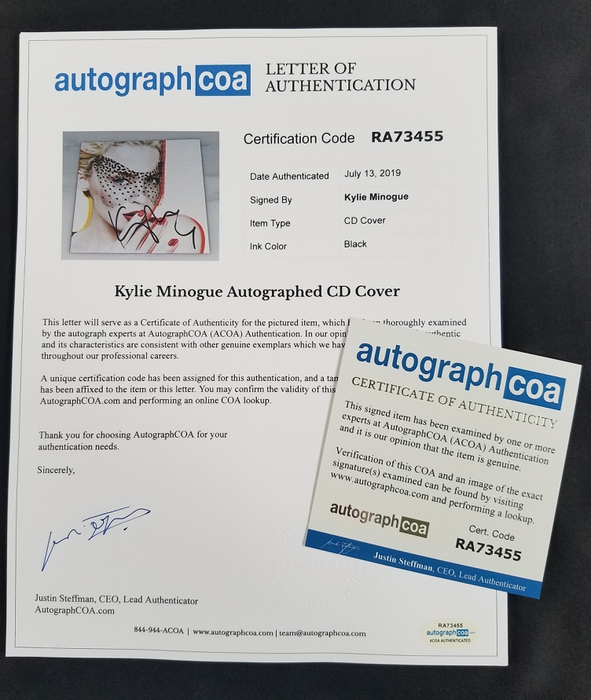 autographcoa LETTER OF
AUTHENTICATION
Certification Code RA73455
Date Authenticated July 13, 2019
Signed By Kylie Minogue
Item Type CD Cover
Ink Color Black
Kylie Minogue Autographed CD Cover
This letter will serve as a Certificate of Authenticity for the pictured item, which thoroughly examined
by the autograph experts at AutographCOA (ACOA) Authentication. In our opin thentic
and its characteristics are consistent with other genuine exemplars which we hav
throughout our professional careers.
A unique certification code has been assigned for this authentication, and a tam
has been affixed to the item or this letter. You may confirm the validity of this
AutographCOA.com and performing an online COA lookup.
Thank you for choosing AutographCOA for your
authentication needs.
Sincerely,
Justin Steffman, CEO, Lead Authenticator
AutographCOA.com
844-944-ACOA | www.autographcoa.com | team@autographcoa.com
RA73455
autographcoa
ACOA AUTHENTICATED
autographcoa
CERTIFICATE OF AUTHENTICITY
This signed item has been examined by one or more
experts at AutographCOA (ACOA) Authentication
and it is our opinion that the item is genuine.
Verification of this COA and an image of the exact
signature(s) examined can be found by visiting
www.autographcoa.com and performing a lookup.
autographcoa
Cert. Code
RA73455
Justin Steffman, CEO, Lead Authenticator